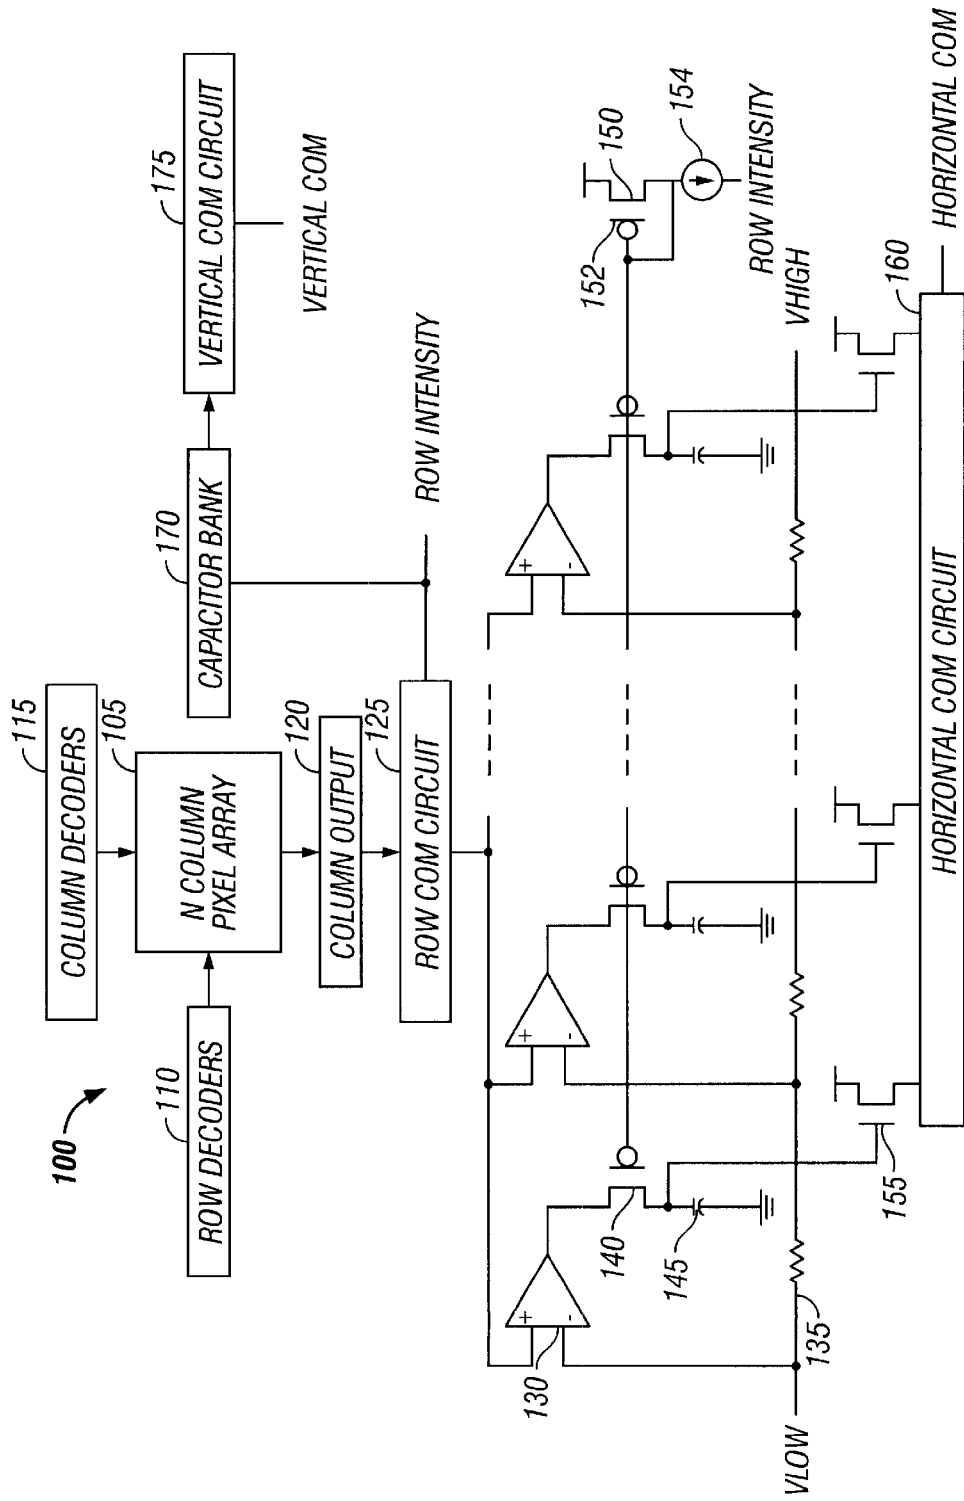 100
110
ROW DECODERS
115
COLUMN DECODERS
105
N COLUMN
PIXEL ARRAY
120
COLUMN OUTPUT
125
ROW COM CIRCUIT
170
CAPACITOR BANK
175
VERTICAL COM CIRCUIT
VERTICAL COM
ROW INTENSITY
+
-
130
+
-
+
-
140
145
152
150
154
ROW INTENSITY
VLOW
135
VHIGH
155
160
HORIZONTAL COM CIRCUIT
HORIZONTAL COM